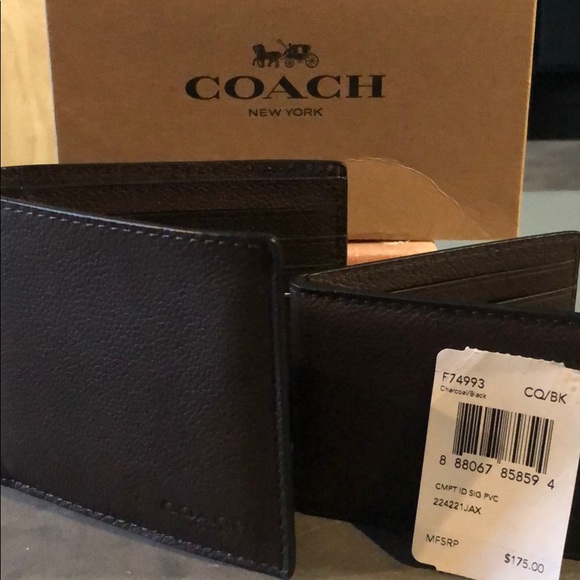 COACH
NEW YORK
COACH
F74993
CQ/BK
Charcoal/Black
8 88067 85859 4
CMPT ID SIG PVC
224221JAX
MFSRP
$175.00